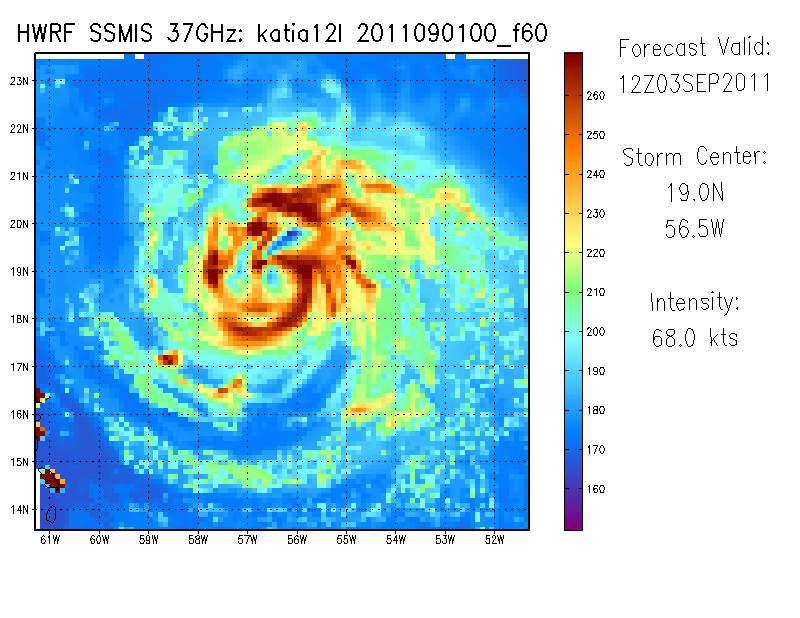 HWRF SSMIS 37GHz: katia12l 2011090100_f60
Forecast Valid:
12Z03SEP2011
Storm Center:
19.0N
56.5W
Intensity:
68.0 kts
23N
22N
21N
20N
19N
18N
17N
16N
15N
14N
61W 60W 59W 58W 57W 56W 55W 54W 53W 52W
260
250
240
230
220
210
200
190
180
170
160